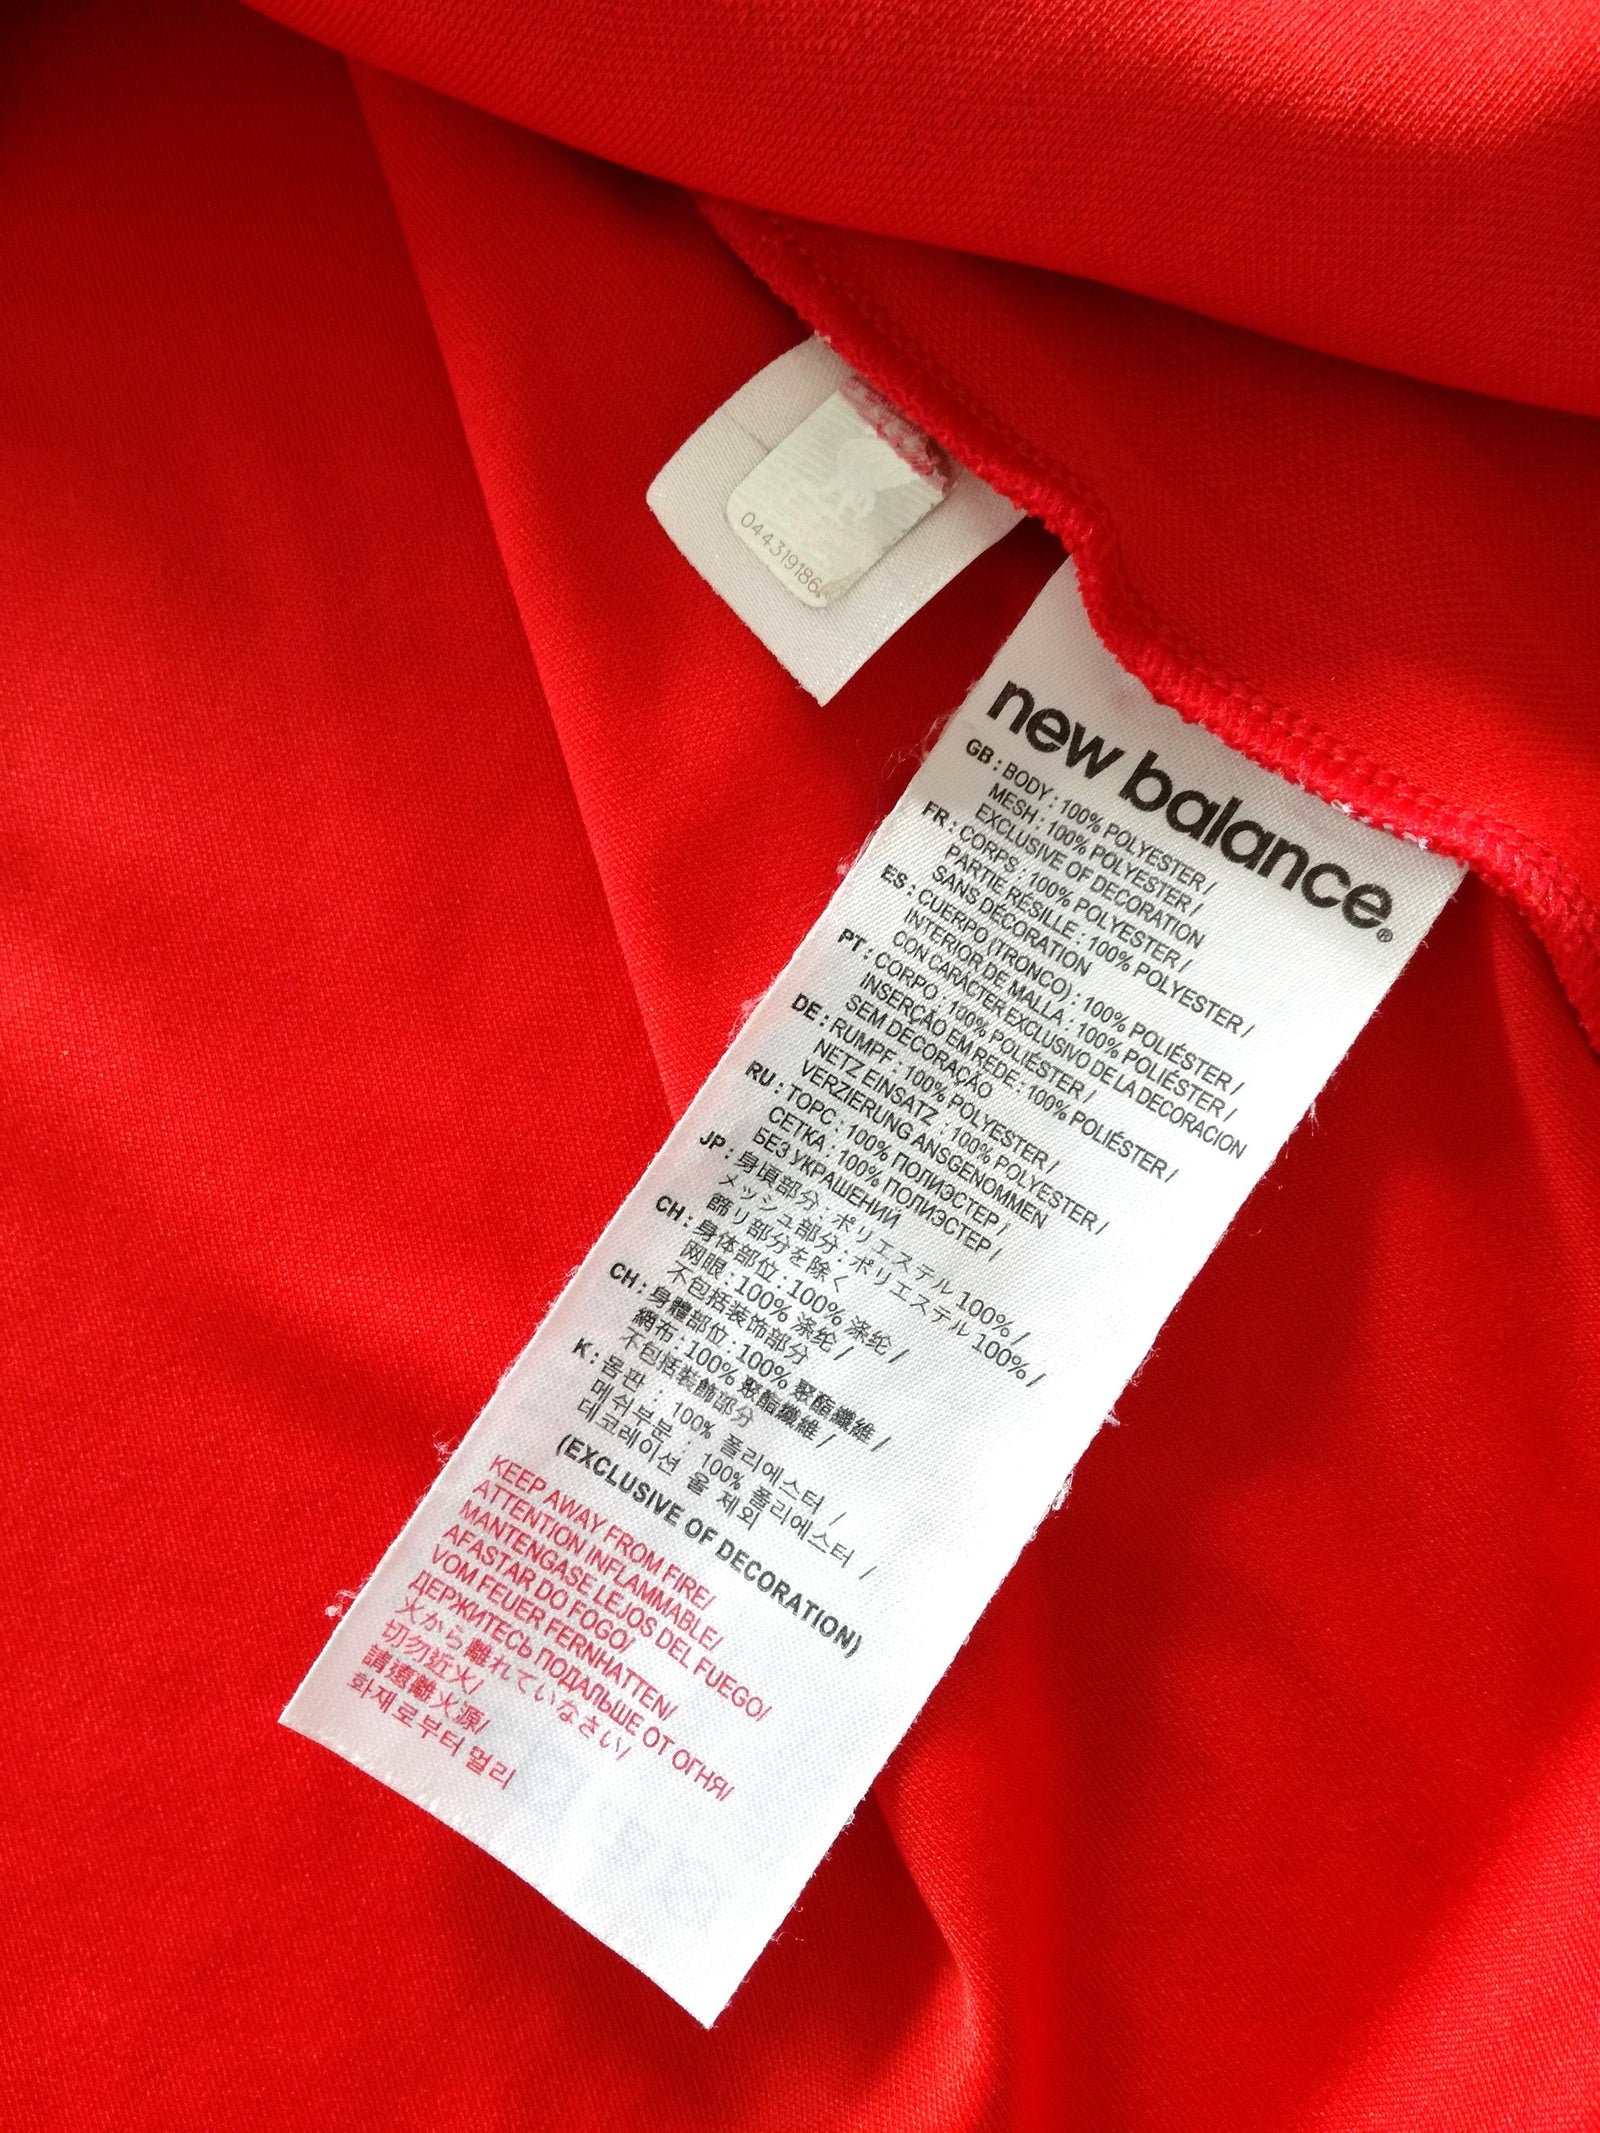 044319186
new balance®
GB : BODY : 100% POLYESTER /
MESH : 100% POLYESTER /
EXCLUSIVE OF DECORATION
FR : CORPS : 100% POLYESTER /
PARTIE RÉSILLE : 100% POLYESTER /
SANS DÉCORATION
ES : CUERPO (TRONCO) : 100% POLIÉSTER /
INTERIOR DE MALLA : 100% POLIÉSTER /
CON CARÁCTER EXCLUSIVO DE LA DECORACION
PT : CORPO : 100% POLIÉSTER /
INSERÇÃO EM REDE : 100% POLIÉSTER /
SEM DECORAÇÃO
DE : RUMPF : 100% POLYESTER /
NETZ EINSATZ : 100% POLYESTER /
VERZIERUNG ANSGENOMMEN
RU : ТОРС : 100% ПОЛИЭСТЕР /
СЕТКА : 100% ПОЛИЭСТЕР /
БЕЗ УКРАШЕНИЙ
JP : 身頃部分 : ポリエステル 100% /
メッシュ部分 : ポリエステル 100% /
飾り部分を除く
CH : 身体部位 : 100% 涤纶 /
网眼 : 100% 涤纶 /
不包括装饰部分
CH : 身體部位 : 100% 聚酯纖維 /
網布 : 100% 聚酯纖維 /
不包括裝飾部分
K : 몸판 : 100% 폴리에스터 /
메쉬부분 : 100% 폴리에스터 /
데코레이션 을 제외
(EXCLUSIVE OF DECORATION)
KEEP AWAY FROM FIRE/
ATTENTION INFLAMMABLE/
MANTENGASE LEJOS DEL FUEGO/
AFASTAR DO FOGO/
VOM FEUER FERNHATTEN/
ДЕРЖИТЕСЬ ПОДАЛЬШЕ ОТ ОГНЯ/
火から離れていなさい/
切勿近火/
請遠離火源/
화재로부터 멀리